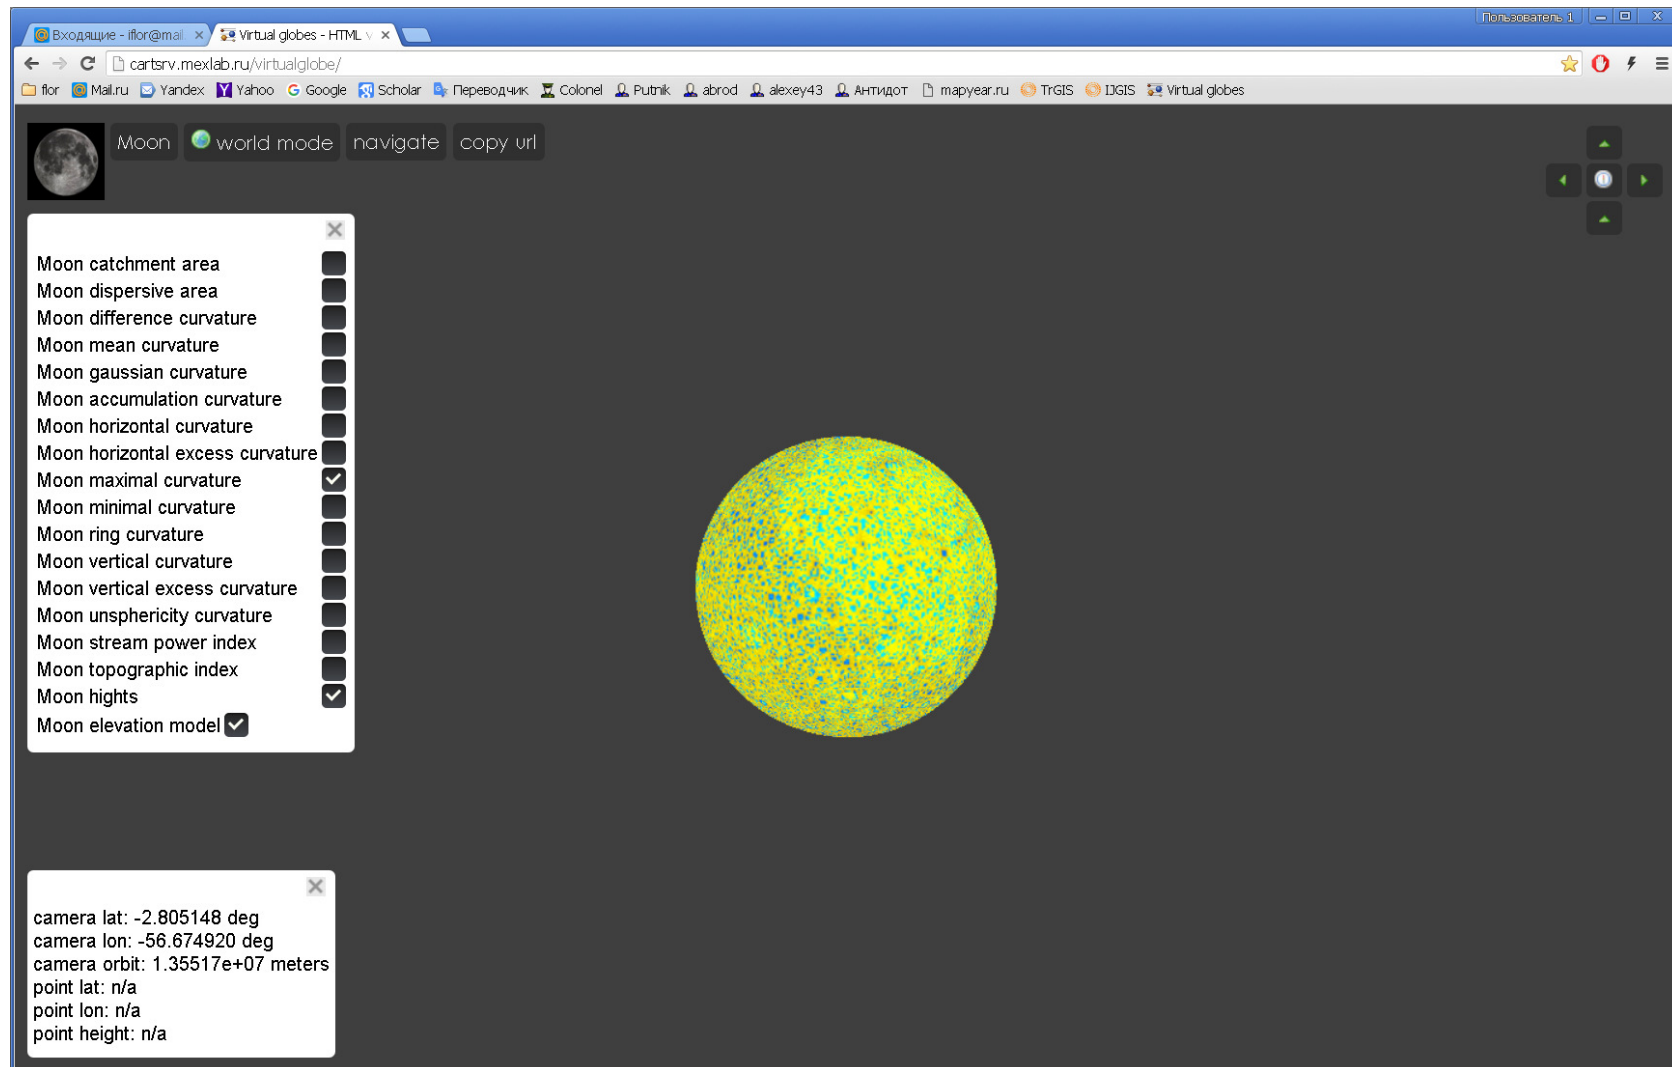 Пользователь 1
Входящие - iflor@mail.
Virtual globes - HTML v
cartsrv.mexlab.ru/virtualglobe/
flor Mail.ru Yandex Yahoo Google Scholar Переводчик Colonel Putnik abrod alexey43 Антидот mapyear.ru TrGIS IJGIS Virtual globes
Moon world mode navigate copy url
Moon catchment area
Moon dispersive area
Moon difference curvature
Moon mean curvature
Moon gaussian curvature
Moon accumulation curvature
Moon horizontal curvature
Moon horizontal excess curvature
Moon maximal curvature
Moon minimal curvature
Moon ring curvature
Moon vertical curvature
Moon vertical excess curvature
Moon unsphericity curvature
Moon stream power index
Moon topographic index
Moon hights
Moon elevation model
camera lat: -2.805148 deg
camera lon: -56.674920 deg
camera orbit: 1.35517e+07 meters
point lat: n/a
point lon: n/a
point height: n/a